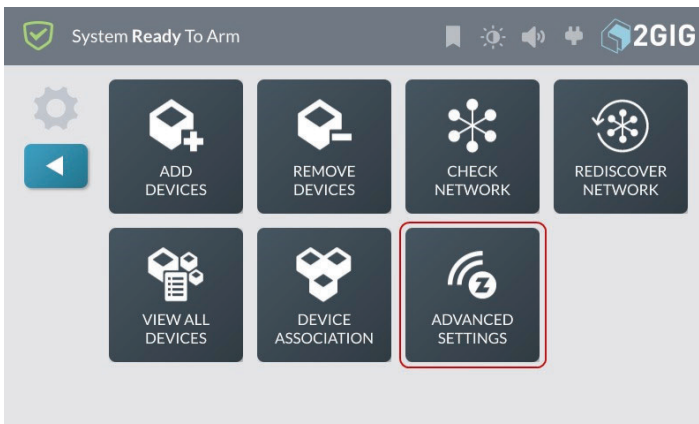 System Ready To Arm
2GIG
ADD
DEVICES
REMOVE
DEVICES
CHECK
NETWORK
REDISCOVER
NETWORK
VIEW ALL
DEVICES
DEVICE
ASSOCIATION
Z
ADVANCED
SETTINGS